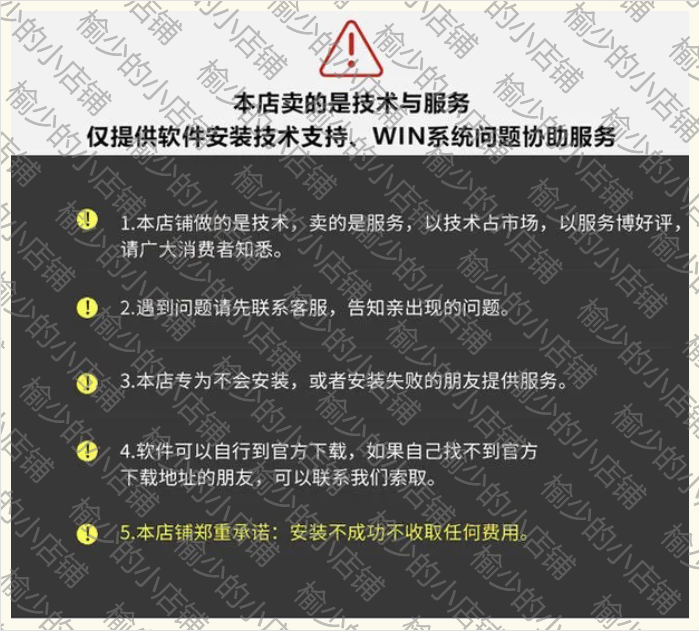 本店卖的是技术与服务
仅提供软件安装技术支持、WIN系统问题协助服务
1.本店铺做的是技术，卖的是服务，以技术占市场，以服务博好评，
请广大消费者知悉。
2.遇到问题请先联系客服，告知亲出现的问题。
3.本店专为不会安装，或者安装失败的朋友提供服务。
4.软件可以自行到官方下载，如果自己找不到官方
下载地址的朋友，可以联系我们索取。
5.本店铺郑重承诺：安装不成功不收取任何费用。
榆少的小店铺